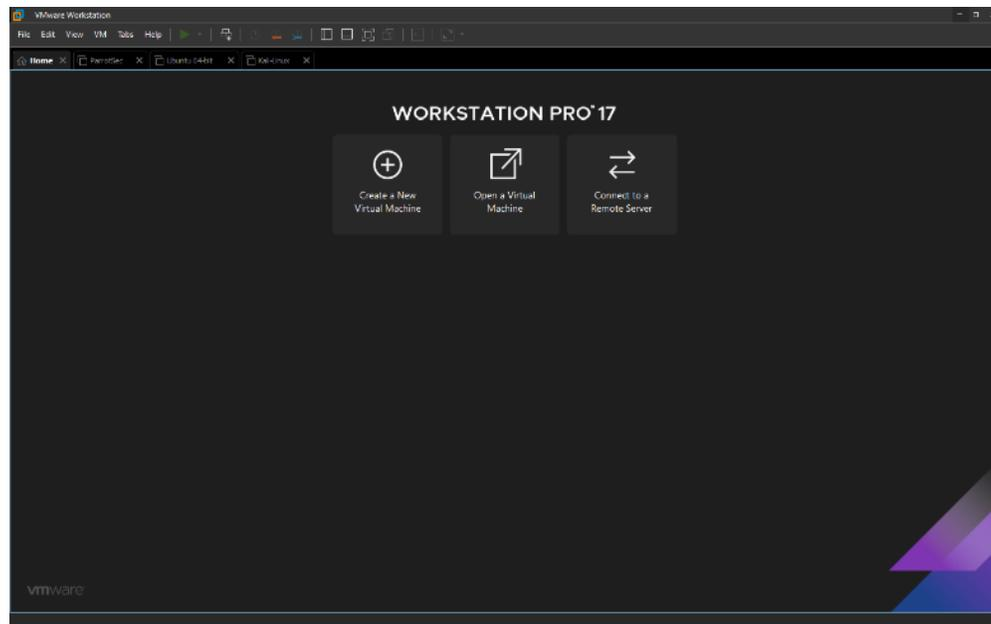 VMware Workstation
File Edit View VM Tabs Help
Home ParrotSec Ubuntu 64-bit Kali-Linux
WORKSTATION PRO™ 17
Create a New Virtual Machine
Open a Virtual Machine
Connect to a Remote Server
vmware